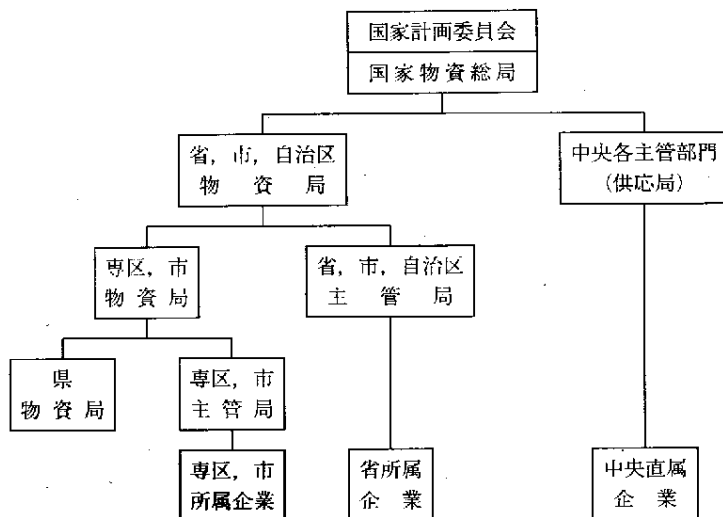 国家計画委員会
国家物資総局
省，市，自治区
物資局
中央各主管部門
（供応局）
専区，市
物資局
省，市，自治区
主管局
県
物資局
専区，市
主管局
専区，市
所属企業
省所属
企業
中央直属
企業